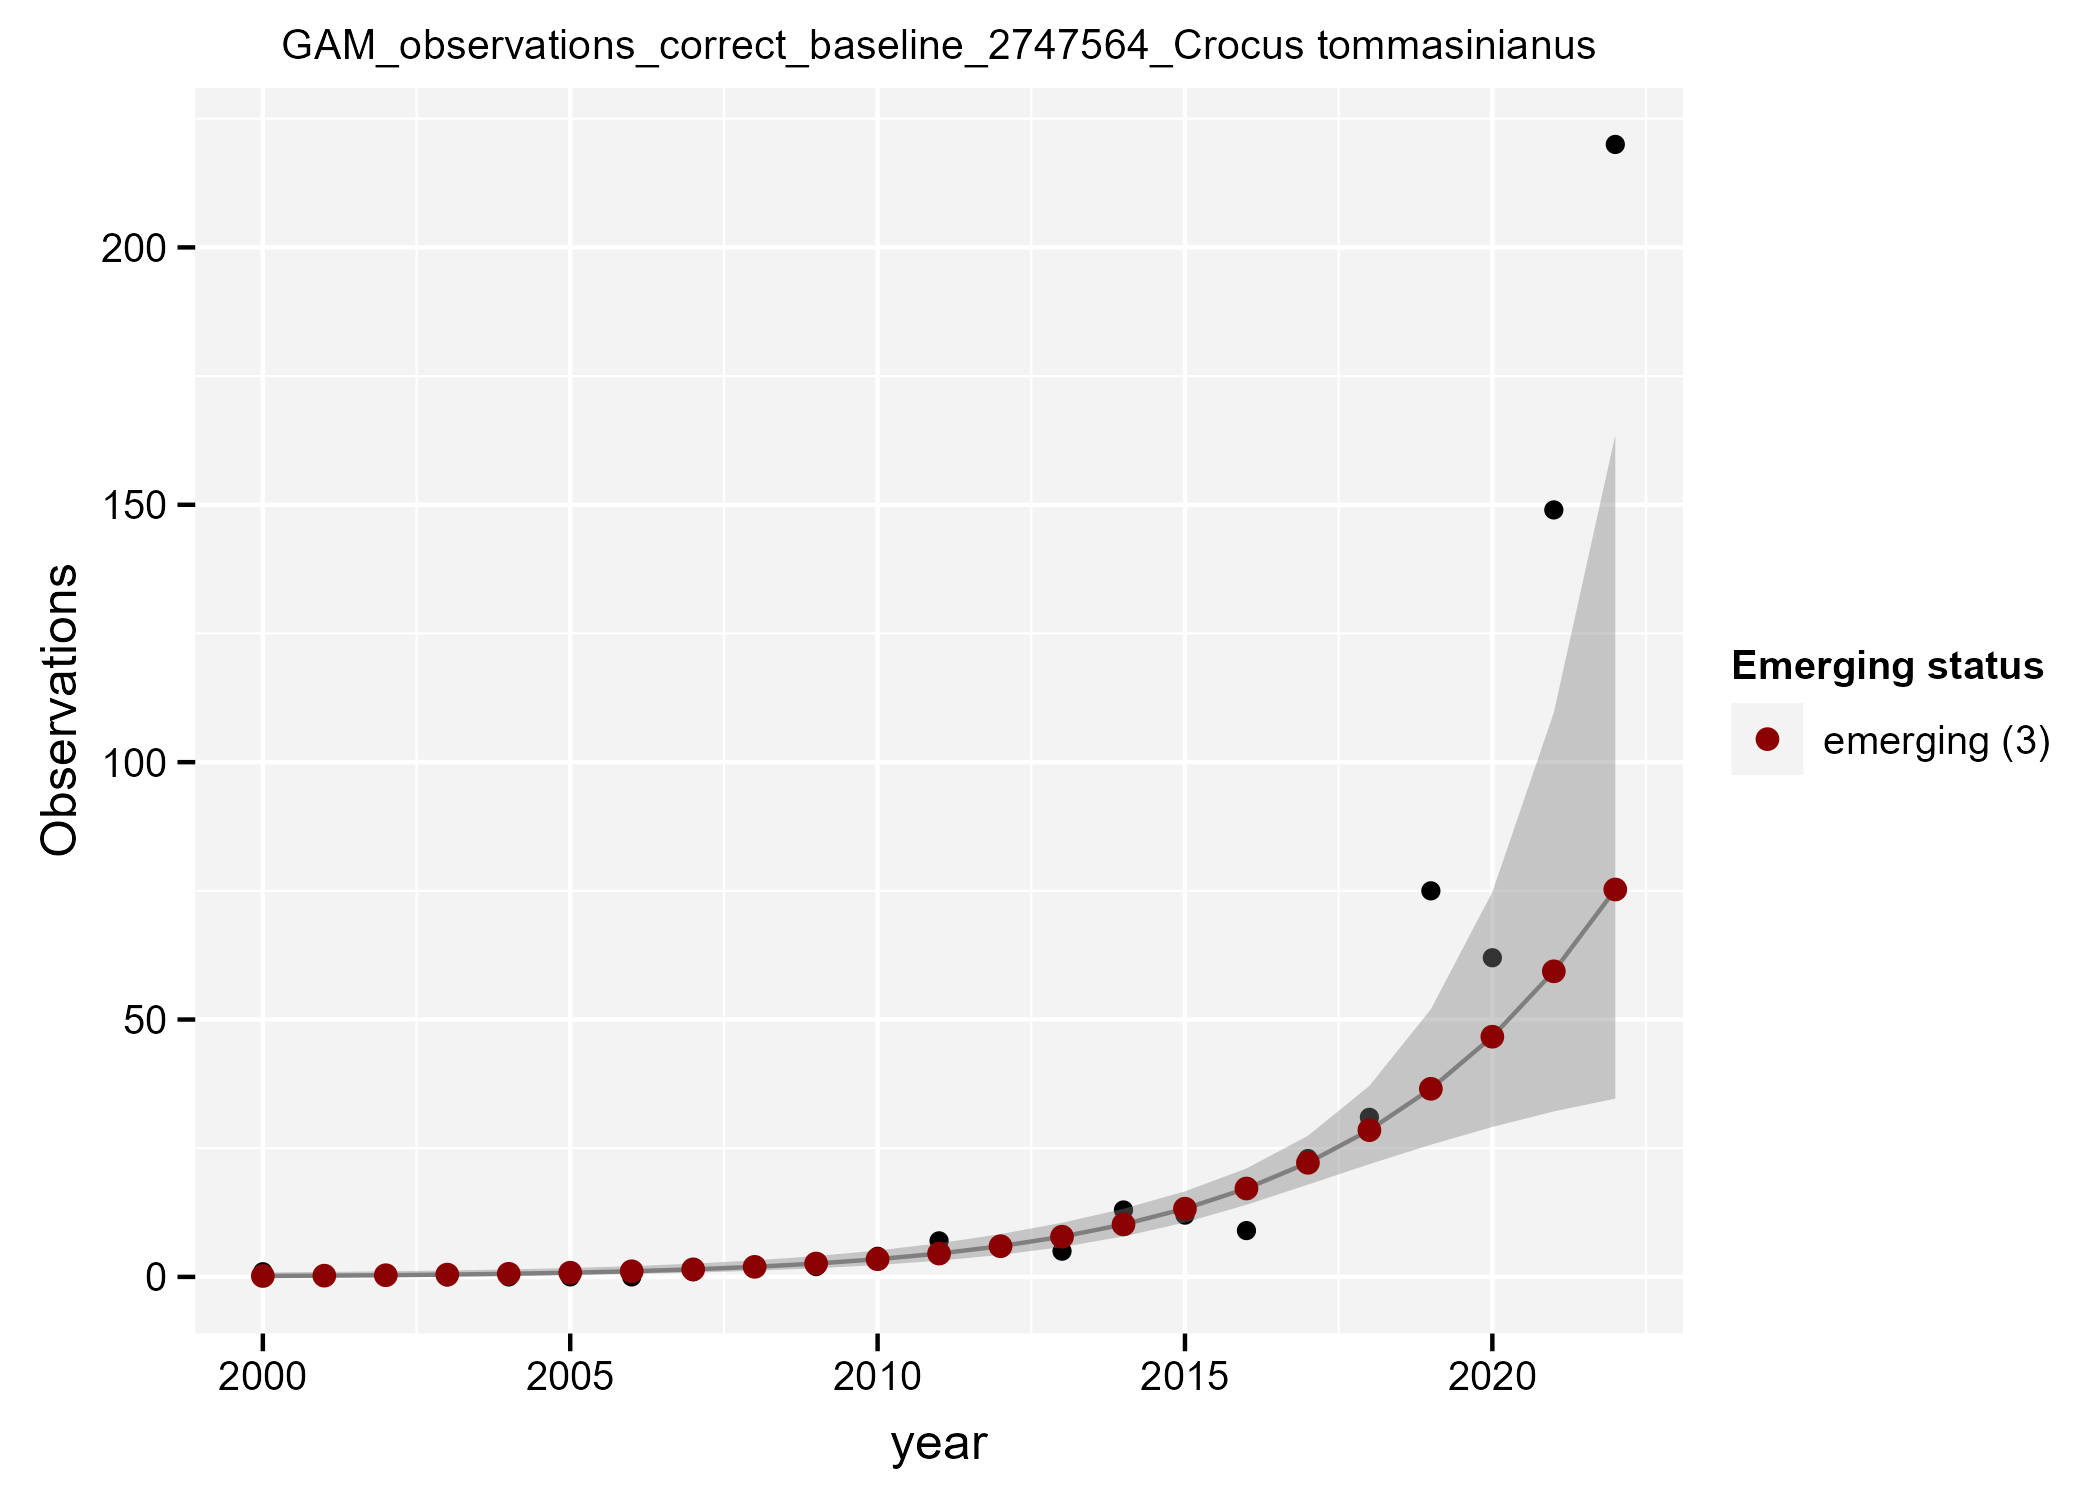 GAM_observations_correct_baseline_2747564_Crocus tommasinianus
Observations
200
150
100
50
0
2000 2005 2010 2015 2020
year
Emerging status
emerging (3)